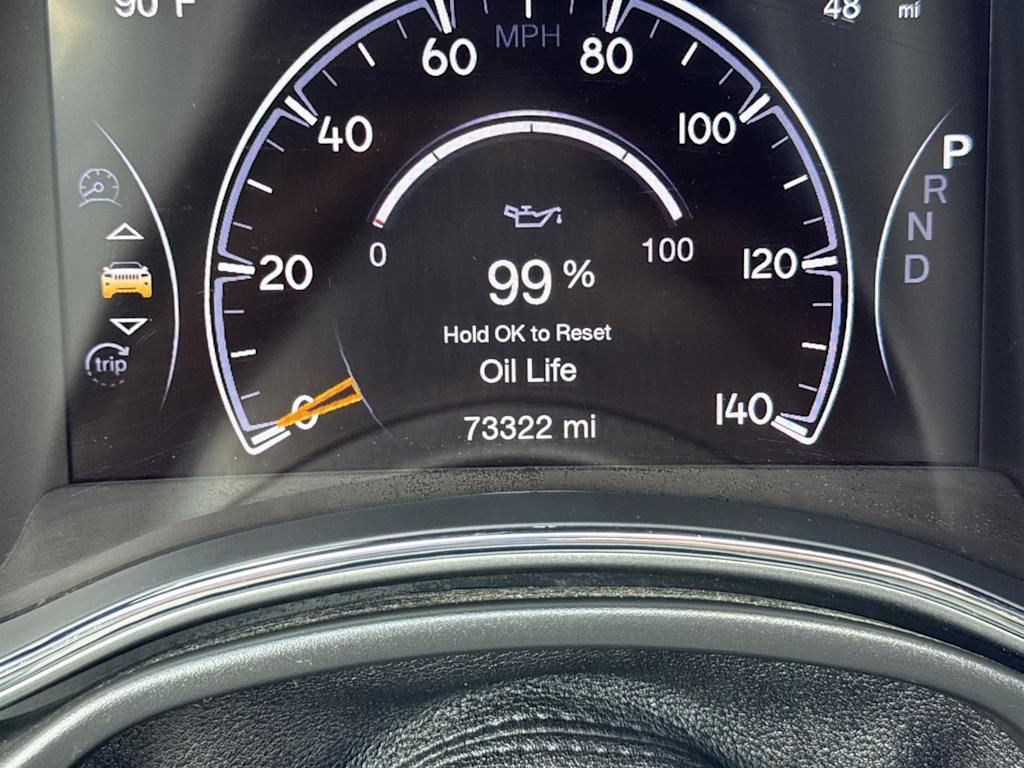 90°F
48 mi
MPH
60 80
40 100
20 120
0 140
0 100
99 %
Hold OK to Reset
Oil Life
73322 mi
trip
P
R
N
D